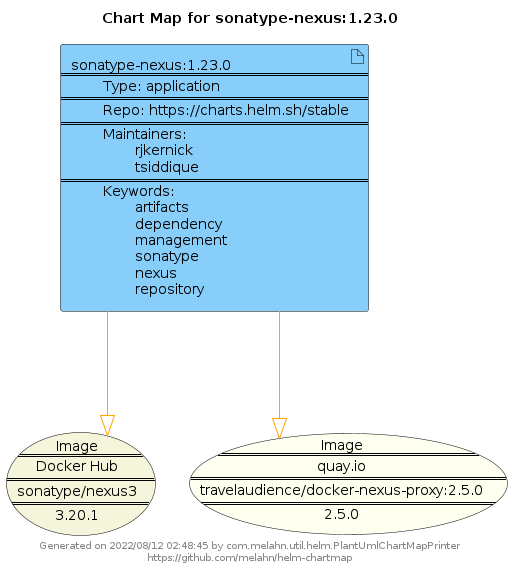 Chart Map for sonatype-nexus:1.23.0
sonatype-nexus:1.23.0
Type: application
Repo: https://charts.helm.sh/stable
Maintainers:
rjkernick
tsiddique
Keywords:
artifacts
dependency
management
sonatype
nexus
repository
Image
Docker Hub
sonatype/nexus3
3.20.1
Image
quay.io
travelaudience/docker-nexus-proxy:2.5.0
2.5.0
Generated on 2022/08/12 02:48:45 by com.melahn.util.helm.PlantUmlChartMapPrinter
https://github.com/melahn/helm-chartmap